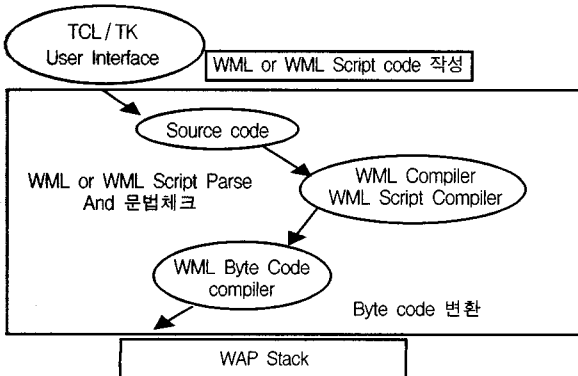 TCL/TK
User Interface
WML or WML Script code 작성
Source code
WML or WML Script Parse
And 문법체크
WML Compiler
WML Script Compiler
WML Byte Code
compiler
Byte code 변환
WAP Stack